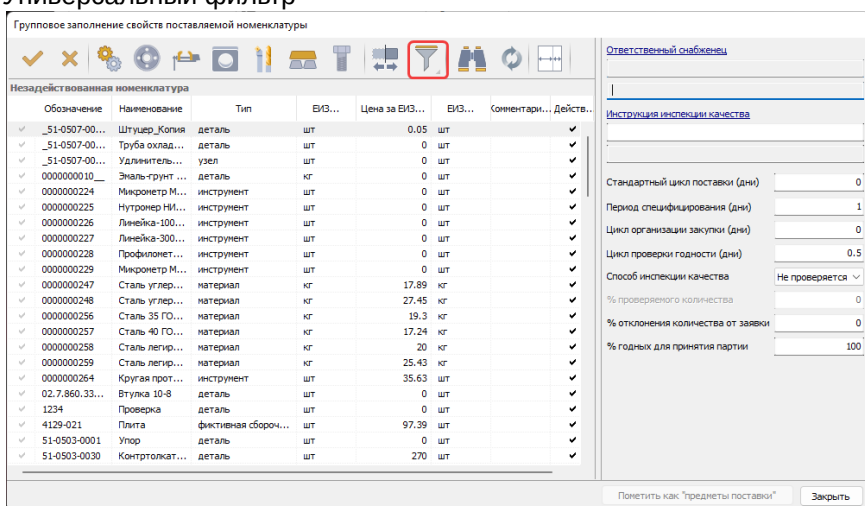 Универсальный фильтр
Групповое заполнение свойств поставляемой номенклатуры
Незадействованная номенклатура
Обозначение Наименование Тип ЕИЗ... Цена за ЕИЗ... ЕИЗ... Комментари... Действ...
_51-0507-00... Штуцер_Копия деталь шт 0.05 шт
_51-0507-00... Труба охлад... деталь шт 0 шт
_51-0507-00... Удлинитель... узел шт 0 шт
0000000010__ Эмаль-грунт ... деталь кг 0 кг
0000000224 Микрометр М... инструмент шт 0 шт
0000000225 Нутромер НИ... инструмент шт 0 шт
0000000226 Линейка-100... инструмент шт 0 шт
0000000227 Линейка-300... инструмент шт 0 шт
0000000228 Профиломет... инструмент шт 0 шт
0000000229 Микрометр М... инструмент шт 0 шт
0000000247 Сталь углер... материал кг 17.89 кг
0000000248 Сталь углер... материал кг 27.45 кг
0000000256 Сталь 35 ГО... материал кг 19.3 кг
0000000257 Сталь 40 ГО... материал кг 17.24 кг
0000000258 Сталь легир... материал кг 20 кг
0000000259 Сталь легир... материал кг 25.43 кг
0000000264 Кругая прот... инструмент шт 35.63 шт
02.7.860.33... Втулка 10-8 деталь шт 0 шт
1234 Проверка деталь шт 0 шт
4129-021 Плита фиктивная сбороч... шт 97.39 шт
51-0503-0001 Упор деталь шт 0 шт
51-0503-0030 Контртолкат... деталь шт 270 шт
Ответственный снабженец
Инструкция инспекции качества
Стандартный цикл поставки (дни) 0
Период специфицирования (дни) 1
Цикл организации закупки (дни) 0
Цикл проверки годности (дни) 0.5
Способ инспекции качества Не проверяется
% проверяемого количества 0
% отклонения количества от заявки 0
% годных для принятия партии 100
Пометить как "предметы поставки" Закрыть